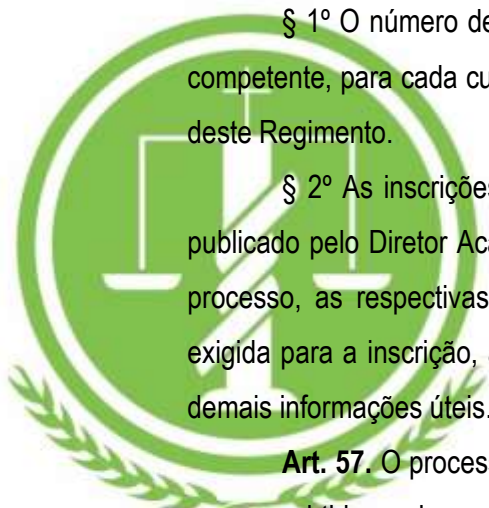 § 1º O número de
competente, para cada cu
deste Regimento.
§ 2º As inscrições
publicado pelo Diretor Aca
processo, as respectivas
exigida para a inscrição,
demais informações úteis.
Art. 57. O proces